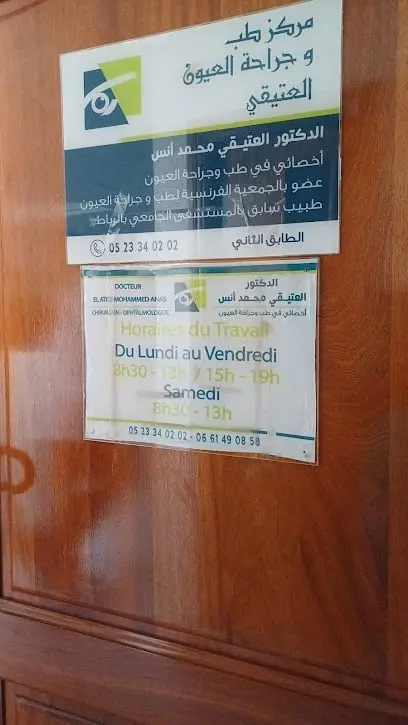 مركز طب
و جراحة العيون
العتيقي
الدكتور العتيـقي محـمد أنس
أخصائي في طب وجراحة العيون
عضو بالجمعية الفرنسية لطب و جراحة العيون
طبيب سابق بالمستشفى الجامعي بالرباط
05 23 34 02 02
الطابق الثاني
DOCTEUR
EL ATIQI MOHAMMED ANAS
CHIRURGIEN OPHTALMOLOGUE
الدكتور
العتيـقي محمد أنس
أخصائي في طب وجراحة العيون
Horaires du Travail
Du Lundi au Vendredi
8h30 - 13h / 15h - 19h
Samedi
8h30 - 13h
05 23 34 02 02 - 06 61 49 08 58